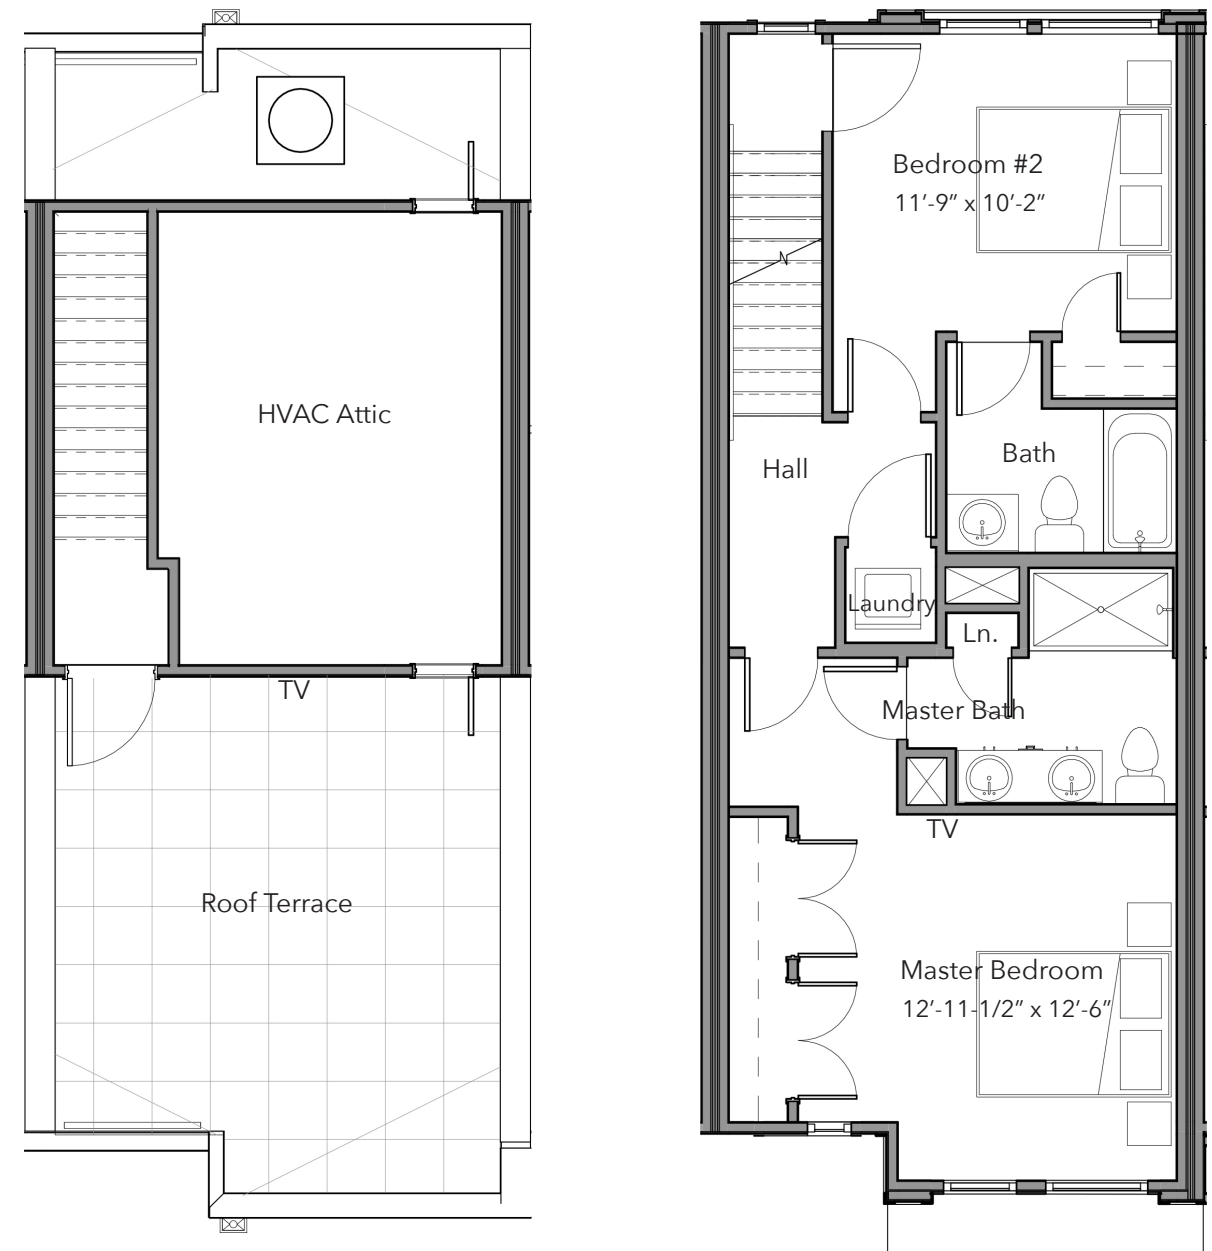 HVAC Attic
TV
Roof Terrace
Bedroom #2
11’-9” x 10’-2”
N
Hall
Bath
Laundry
Ln.
Master Bath
TV
Master Bedroom
12’-11-1/2” x 12’-6”